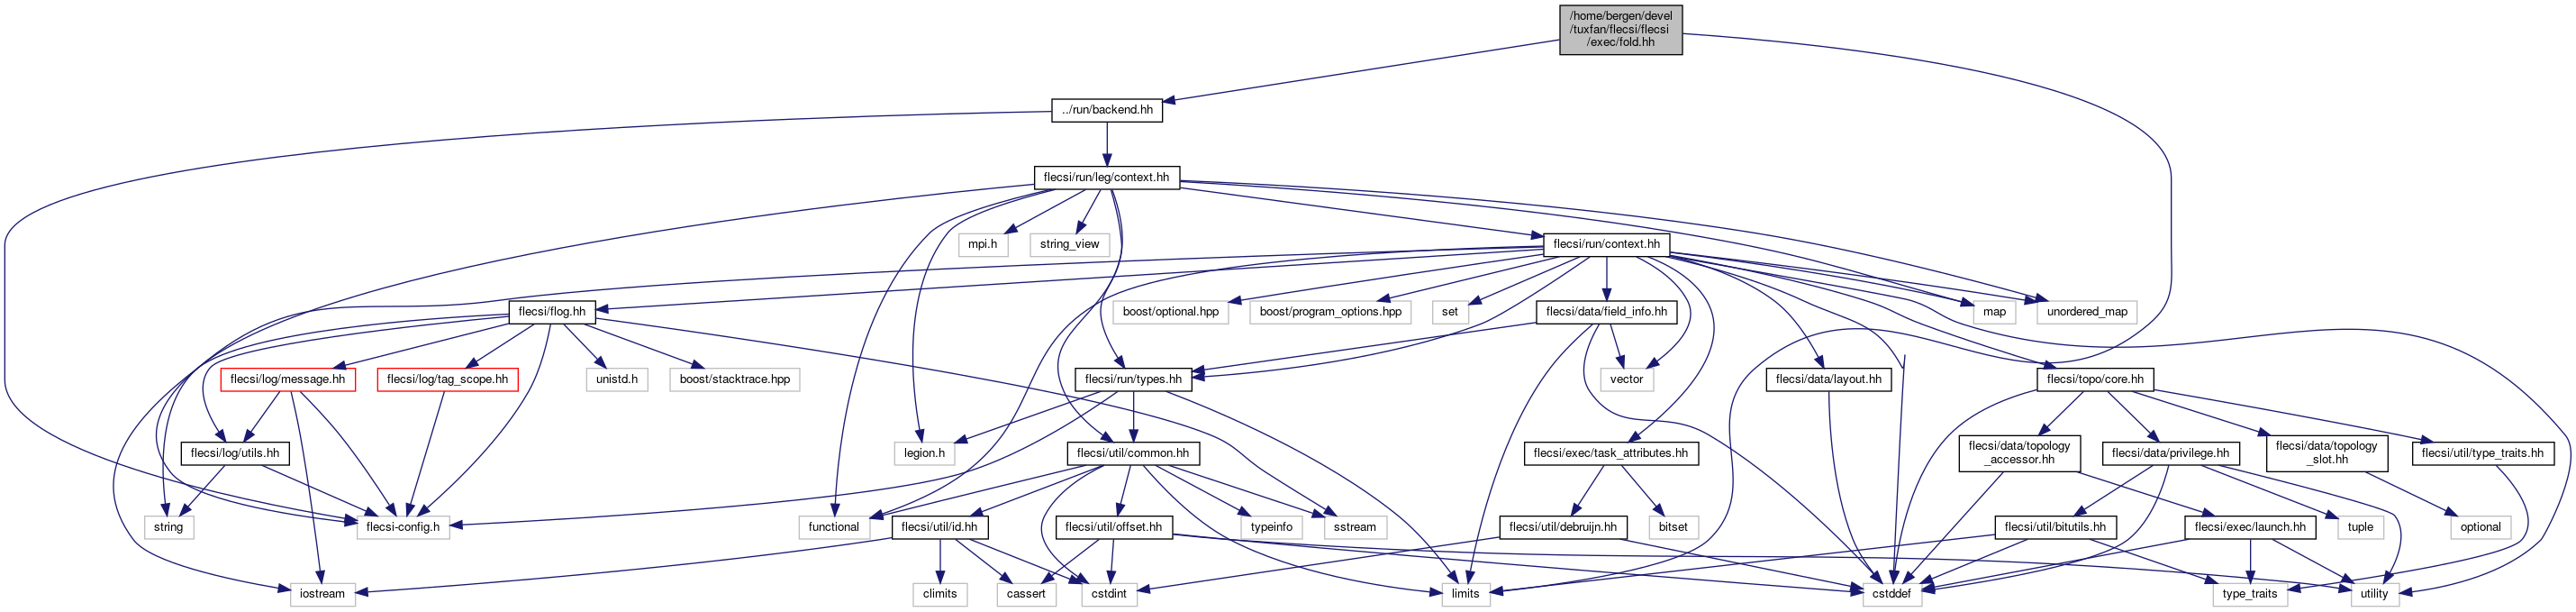 /home/bergen/devel
/tuxfan/flecsi/flecsi
/exec/fold.hh
../run/backend.hh
flecsi/run/leg/context.hh
mpi.h
string_view
flecsi/run/context.hh
flecsi/flog.hh
boost/optional.hpp
boost/program_options.hpp
set
flecsi/data/field_info.hh
map
unordered_map
flecsi/log/message.hh
flecsi/log/tag_scope.hh
unistd.h
boost/stacktrace.hpp
flecsi/run/types.hh
vector
flecsi/data/layout.hh
flecsi/topo/core.hh
flecsi/log/utils.hh
legion.h
flecsi/util/common.hh
flecsi/exec/task_attributes.hh
flecsi/data/topology
_accessor.hh
flecsi/data/privilege.hh
flecsi/data/topology
_slot.hh
flecsi/util/type_traits.hh
string
flecsi-config.h
functional
flecsi/util/id.hh
flecsi/util/offset.hh
typeinfo
sstream
flecsi/util/debruijn.hh
bitset
flecsi/util/bitutils.hh
flecsi/exec/launch.hh
tuple
optional
iostream
climits
cassert
cstdint
limits
cstddef
type_traits
utility